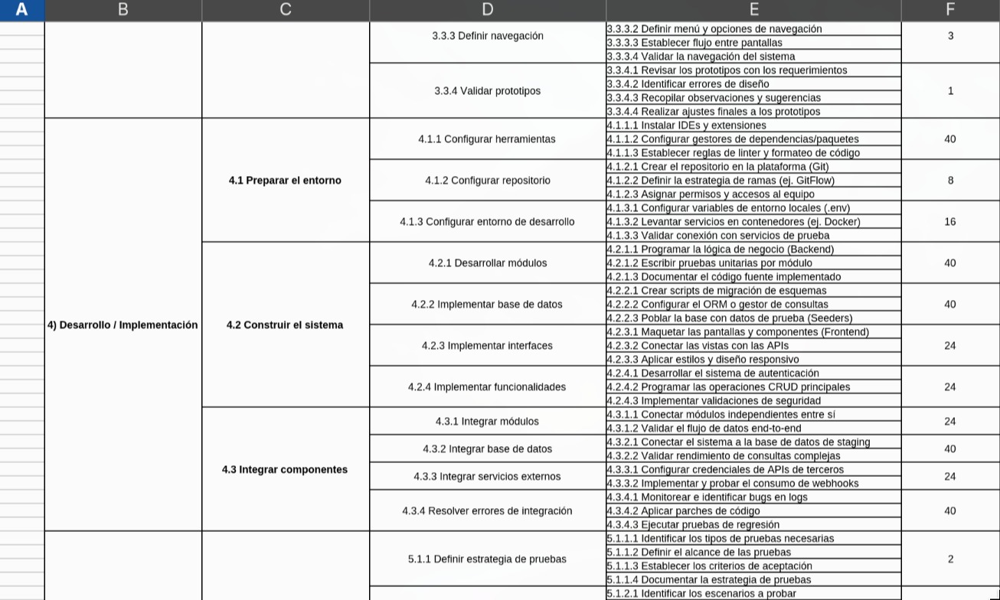 A B C D E F
3.3.3 Definir navegación
3.3.3.2 Definir menú y opciones de navegación
3.3.3.3 Establecer flujo entre pantallas
3.3.3.4 Validar la navegación del sistema
3
3.3.4 Validar prototipos
3.3.4.1 Revisar los prototipos con los requerimientos
3.3.4.2 Identificar errores de diseño
3.3.4.3 Recopilar observaciones y sugerencias
3.3.4.4 Realizar ajustes finales a los prototipos
1
4) Desarrollo / Implementación
4.1 Preparar el entorno
4.1.1 Configurar herramientas
4.1.1.1 Instalar IDEs y extensiones
4.1.1.2 Configurar gestores de dependencias/paquetes
4.1.1.3 Establecer reglas de linter y formateo de código
40
4.1.2 Configurar repositorio
4.1.2.1 Crear el repositorio en la plataforma (Git)
4.1.2.2 Definir la estrategia de ramas (ej. GitFlow)
4.1.2.3 Asignar permisos y accesos al equipo
8
4.1.3 Configurar entorno de desarrollo
4.1.3.1 Configurar variables de entorno locales (.env)
4.1.3.2 Levantar servicios en contenedores (ej. Docker)
4.1.3.3 Validar conexión con servicios de prueba
16
4.2 Construir el sistema
4.2.1 Desarrollar módulos
4.2.1.1 Programar la lógica de negocio (Backend)
4.2.1.2 Escribir pruebas unitarias por módulo
4.2.1.3 Documentar el código fuente implementado
40
4.2.2 Implementar base de datos
4.2.2.1 Crear scripts de migración de esquemas
4.2.2.2 Configurar el ORM o gestor de consultas
4.2.2.3 Poblar la base con datos de prueba (Seeders)
40
4.2.3 Implementar interfaces
4.2.3.1 Maquetar las pantallas y componentes (Frontend)
4.2.3.2 Conectar las vistas con las APIs
4.2.3.3 Aplicar estilos y diseño responsivo
24
4.2.4 Implementar funcionalidades
4.2.4.1 Desarrollar el sistema de autenticación
4.2.4.2 Programar las operaciones CRUD principales
4.2.4.3 Implementar validaciones de seguridad
24
4.3 Integrar componentes
4.3.1 Integrar módulos
4.3.1.1 Conectar módulos independientes entre sí
4.3.1.2 Validar el flujo de datos end-to-end
24
4.3.2 Integrar base de datos
4.3.2.1 Conectar el sistema a la base de datos de staging
4.3.2.2 Validar rendimiento de consultas complejas
40
4.3.3 Integrar servicios externos
4.3.3.1 Configurar credenciales de APIs de terceros
4.3.3.2 Implementar y probar el consumo de webhooks
24
4.3.4 Resolver errores de integración
4.3.4.1 Monitorear e identificar bugs en logs
4.3.4.2 Aplicar parches de código
4.3.4.3 Ejecutar pruebas de regresión
40
5.1.1 Definir estrategia de pruebas
5.1.1.1 Identificar los tipos de pruebas necesarias
5.1.1.2 Definir el alcance de las pruebas
5.1.1.3 Establecer los criterios de aceptación
5.1.1.4 Documentar la estrategia de pruebas
2
5.1.2.1 Identificar los escenarios a probar